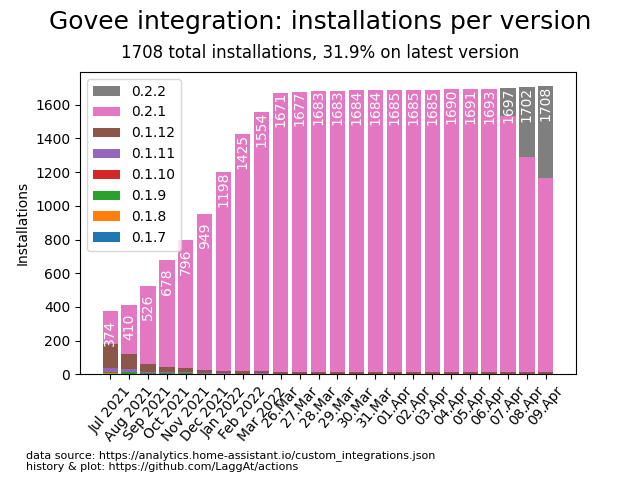 Govee integration: installations per version
1708 total installations, 31.9% on latest version
Installations
1600
1400
1200
1000
800
600
400
200
0
0.2.2
0.2.1
0.1.12
0.1.11
0.1.10
0.1.9
0.1.8
0.1.7
374
410
526
678
796
949
1198
1425
1554
1671
1677
1683
1683
1684
1684
1685
1685
1685
1690
1691
1693
1697
1702
1708
Jul 2021
Aug 2021
Sep 2021
Oct 2021
Nov 2021
Dec 2021
Jan 2022
Feb 2022
Mar 2022
26.Mar
27.Mar
28.Mar
29.Mar
30.Mar
31.Mar
01.Apr
02.Apr
03.Apr
04.Apr
05.Apr
06.Apr
07.Apr
08.Apr
09.Apr
data source: https://analytics.home-assistant.io/custom_integrations.json
history & plot: https://github.com/LaggAt/actions